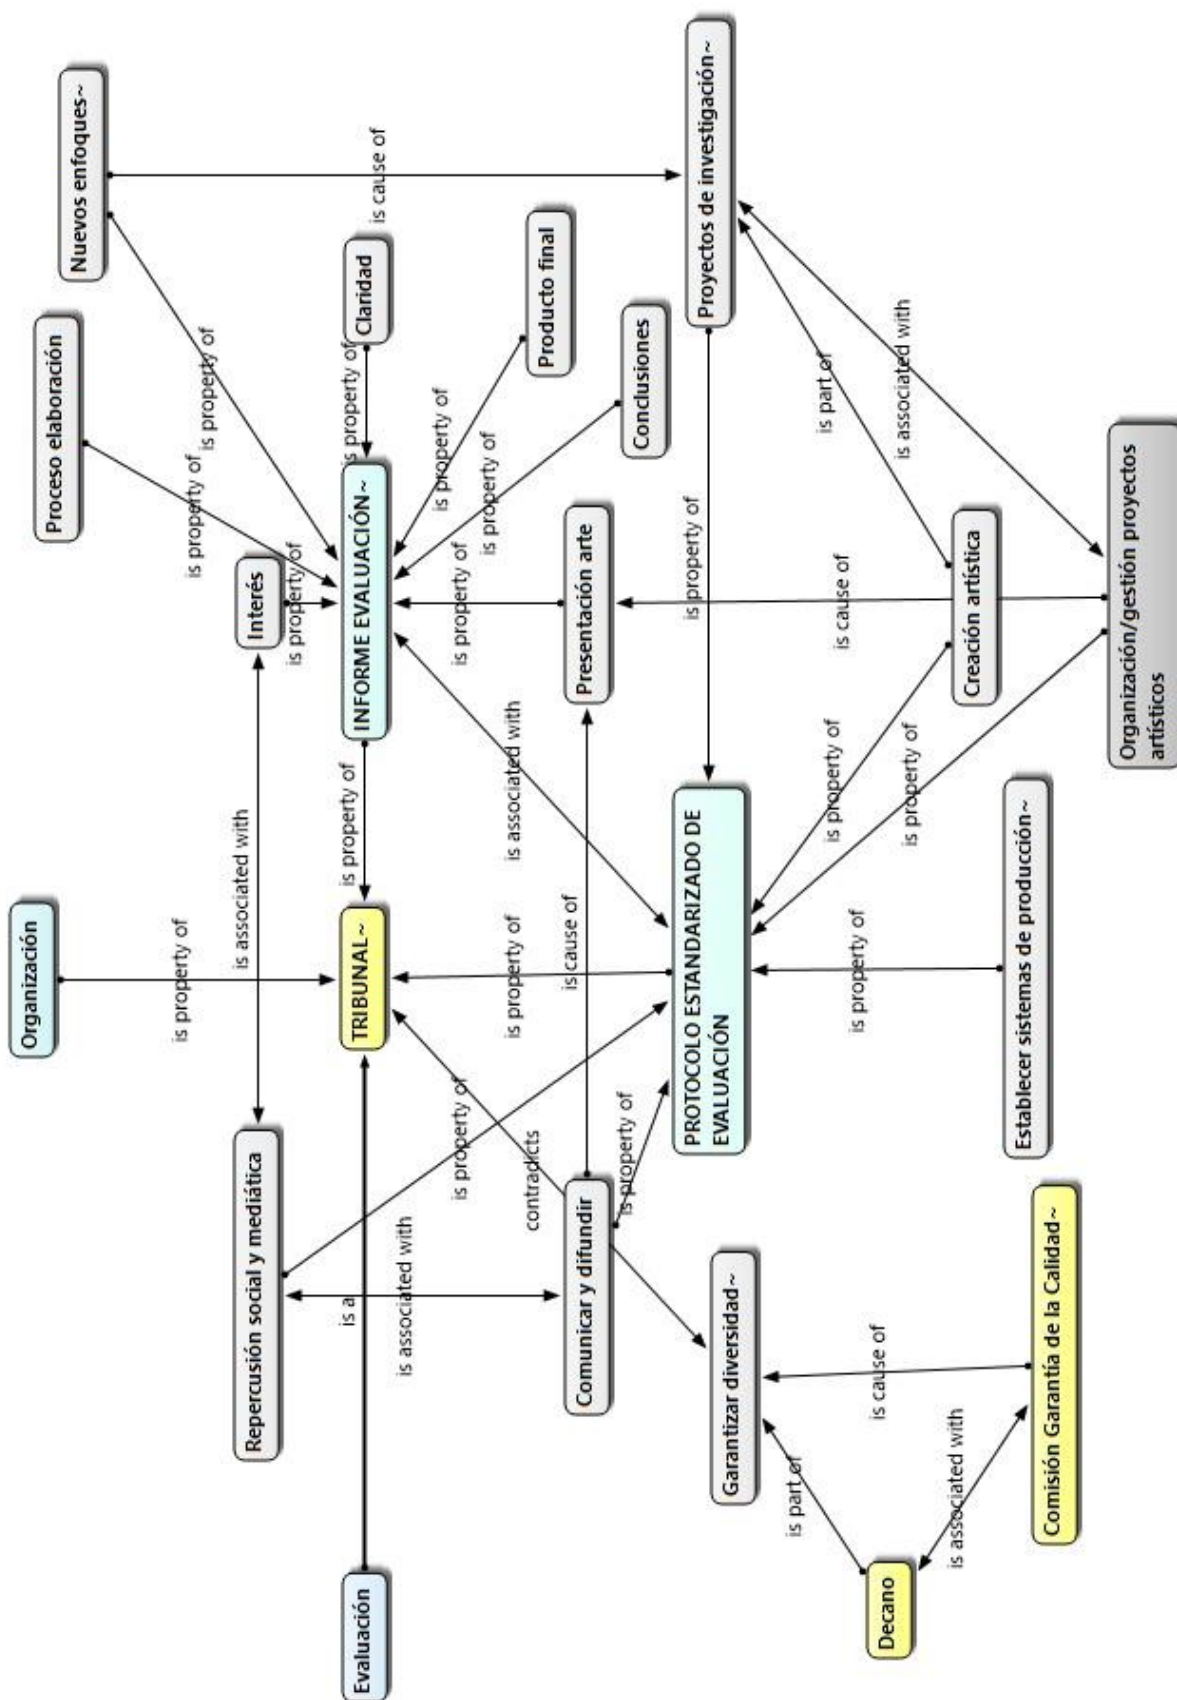 Organización
Proceso elaboración
Nuevos enfoques~
is property of
is property of
is property of
Repercusión social y mediática
is associated with
Interés
is property of
Evaluación
is a
TRIBUNAL~
is property of
INFORME EVALUACIÓN~
is property of
Claridad
is cause of
is associated with
is property of
is property of
is property of
is property of
contradicts
is property of
is associated with
Producto final
Comunicar y difundir
is cause of
Presentación arte
is property of
Conclusiones
PROTOCOLO ESTANDARIZADO DE
EVALUACIÓN
is property of
Proyectos de investigación~
Garantizar diversidad~
is part of
is property of
is part of
is property of
is cause of
is cause of
is property of
is associated with
Decano
is associated with
Creación artística
Establecer sistemas de producción~
Comisión Garantía de la Calidad~
Organización/gestión proyectos
artísticos